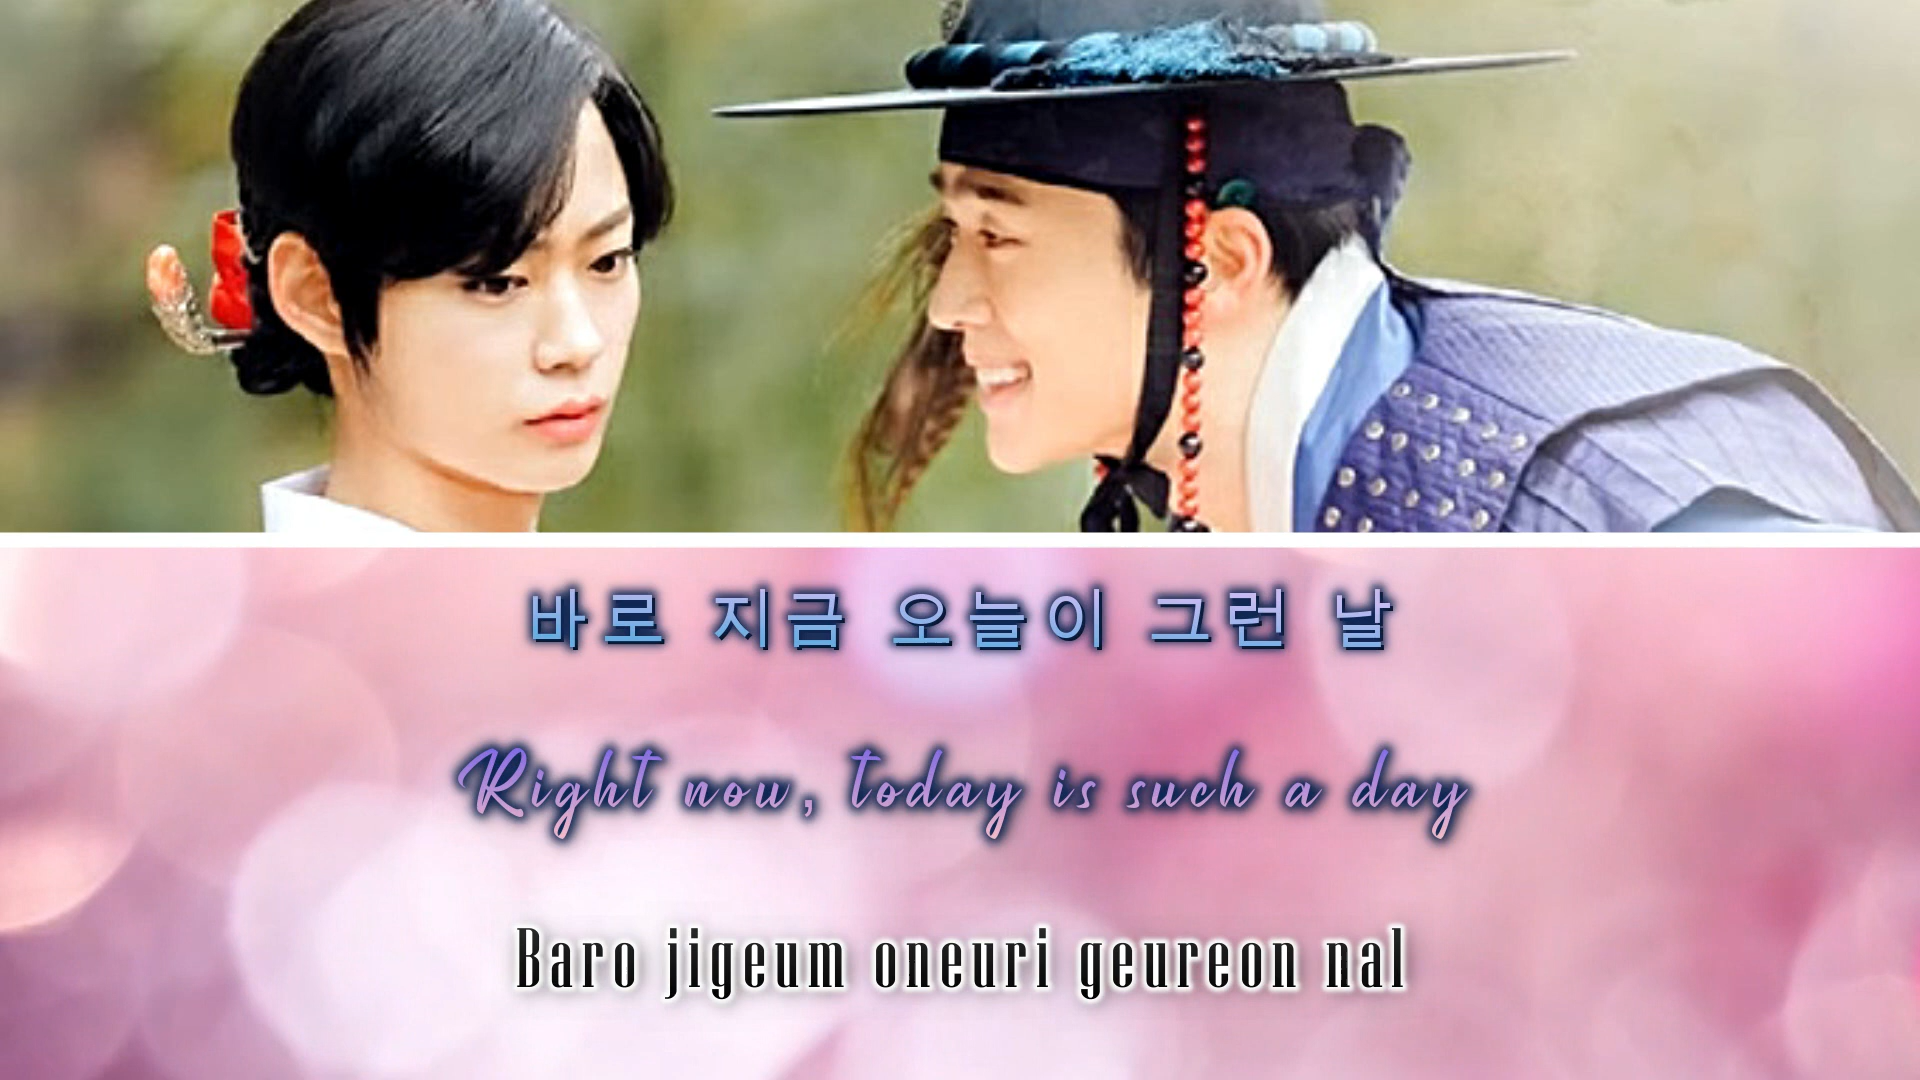 바로 지금 오늘이 그런 날
Right now, today is such a day
Baro jigeum oneuri geureon nal